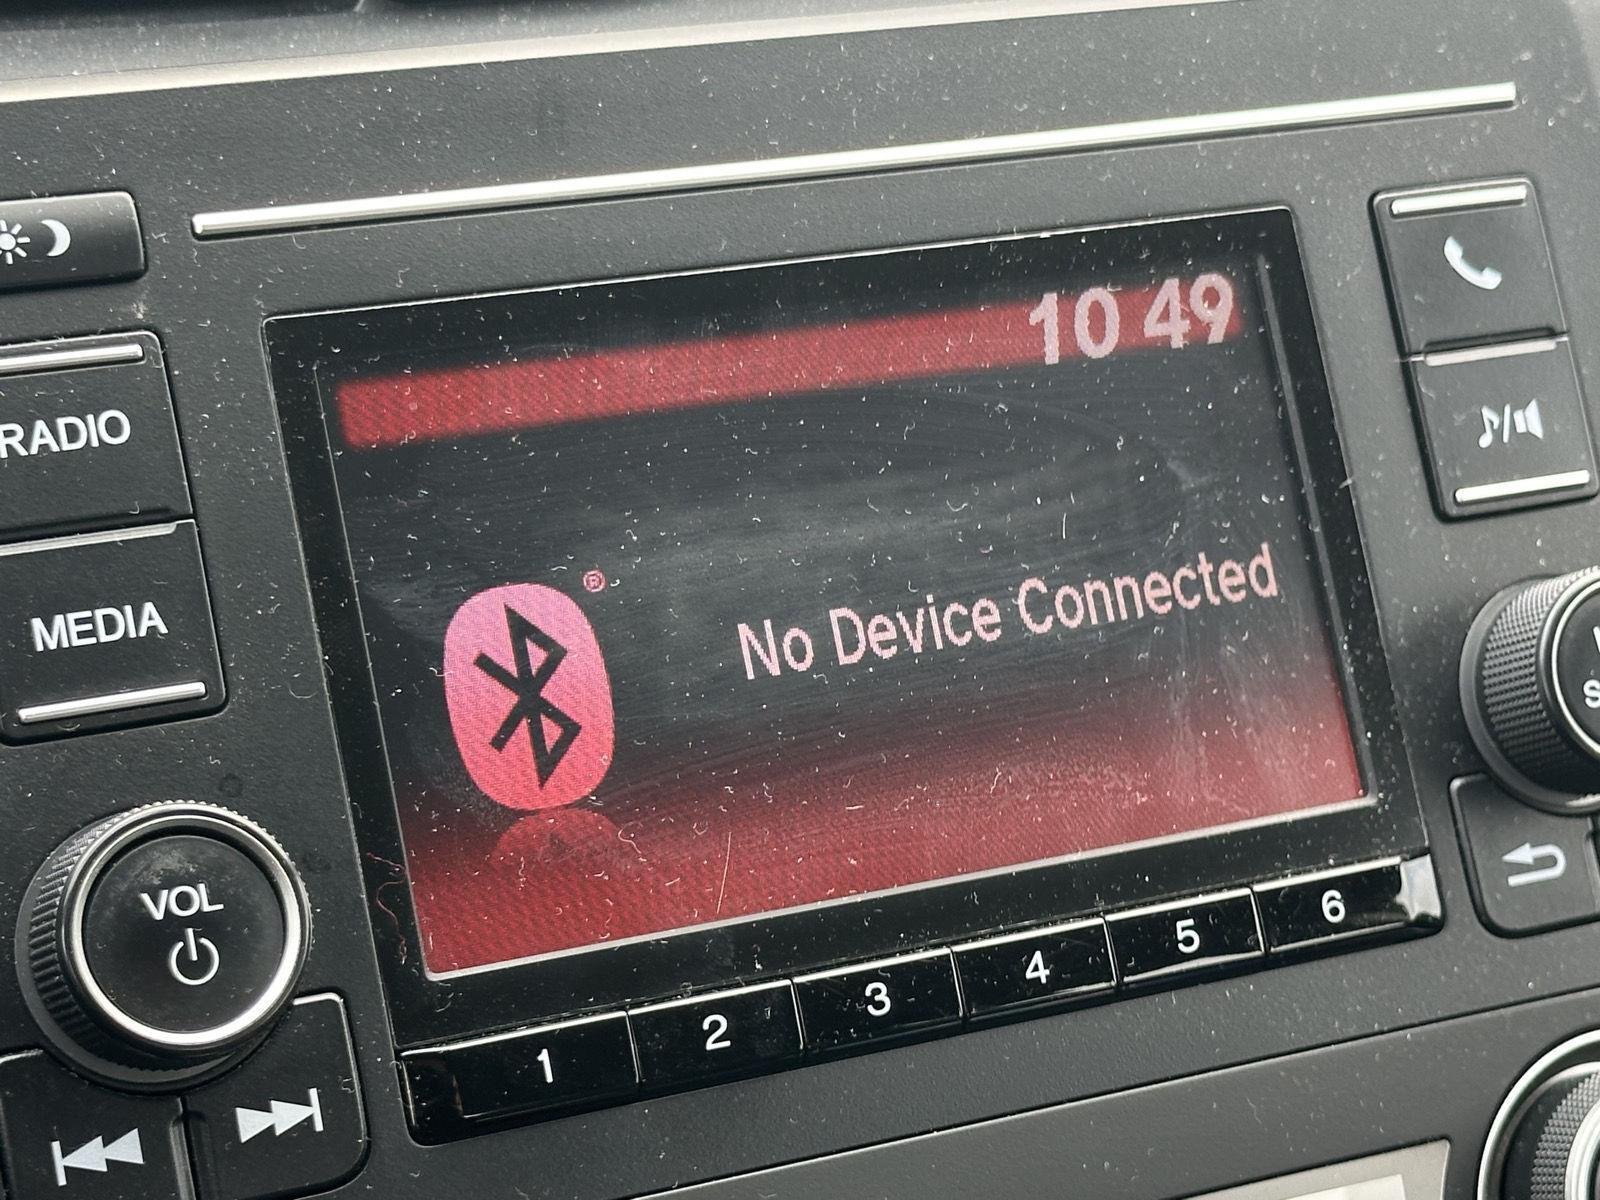 10 49
RADIO
MEDIA
®
No Device Connected
VOL
1 2 3 4 5 6